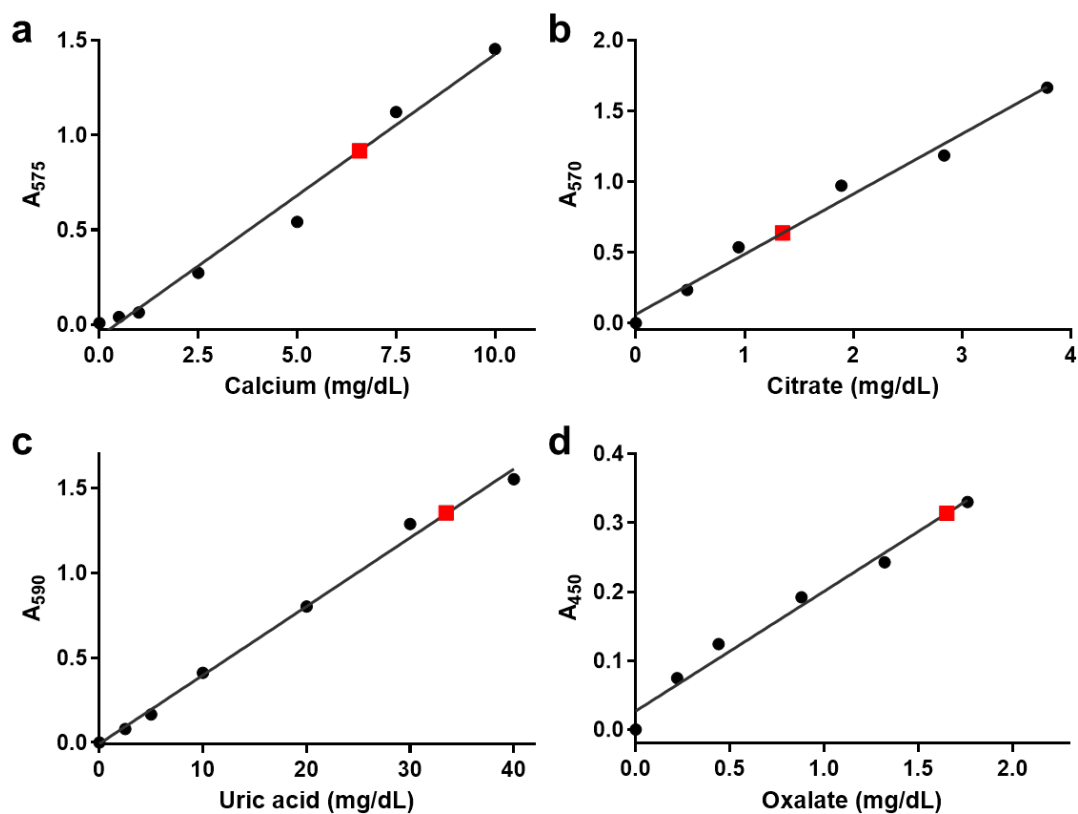 a
1.5
1.0
0.5
0.0
A575
0.0 2.5 5.0 7.5 10.0
Calcium (mg/dL)
b
2.0
1.5
1.0
0.5
0.0
A570
0 1 2 3 4
Citrate (mg/dL)
c
1.5
1.0
0.5
0.0
A590
0 10 20 30 40
Uric acid (mg/dL)
d
0.4
0.3
0.2
0.1
0.0
A450
0.0 0.5 1.0 1.5 2.0
Oxalate (mg/dL)